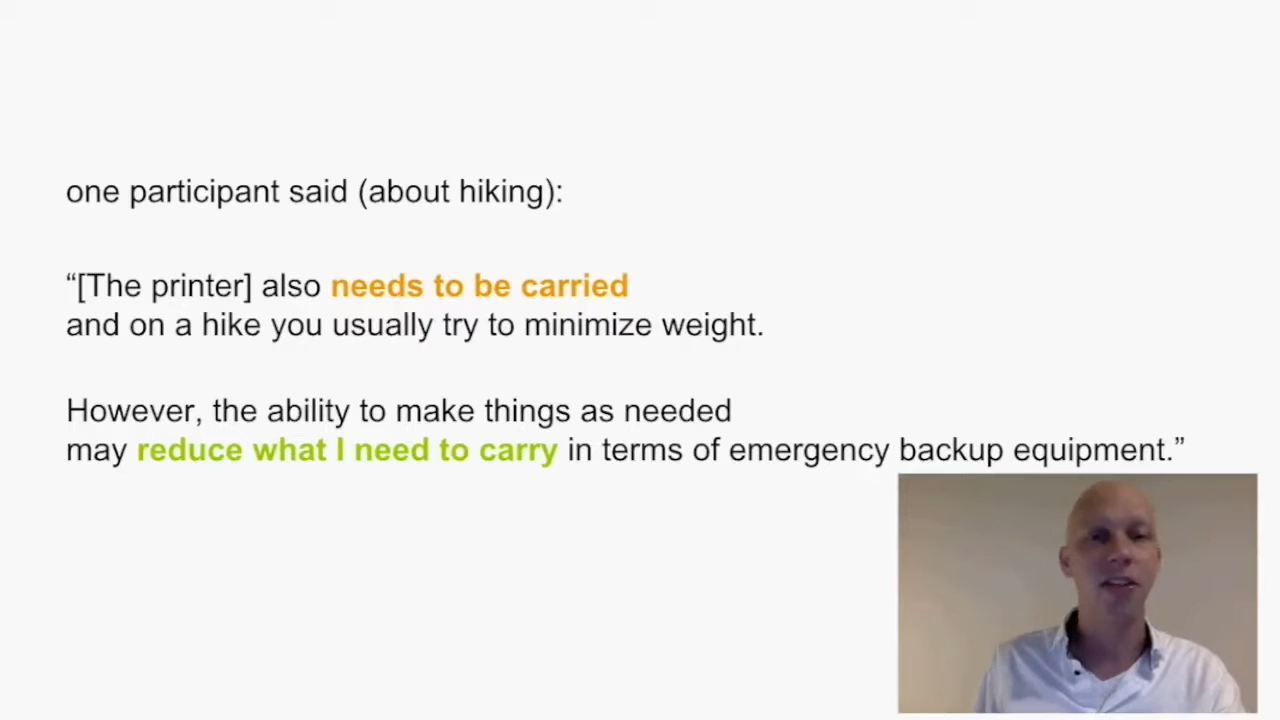 one participant said (about hiking):
“[The printer] also needs to be carried
and on a hike you usually try to minimize weight.
However, the ability to make things as needed
may reduce what I need to carry in terms of emergency backup equipment.”